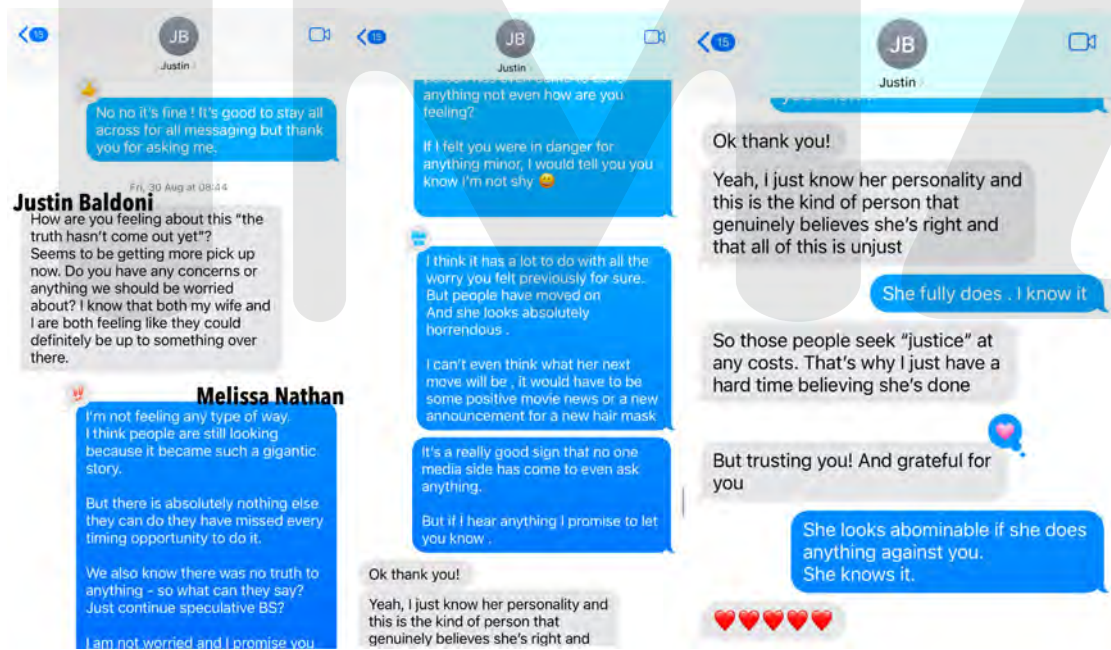 15
JB
Justin
No no it's fine ! It's good to stay all
across for all messaging but thank
you for asking me.
Fri, 30 Aug at 08:44
Justin Baldoni
How are you feeling about this "the
truth hasn't come out yet"?
Seems to be getting more pick up
now. Do you have any concerns or
anything we should be worried
about? I know that both my wife and
I are both feeling like they could
definitely be up to something over
there.
Melissa Nathan
I'm not feeling any type of way.
I think people are still looking
because it became such a gigantic
story.
But there is absolutely nothing else
they can do they have missed every
timing opportunity to do it.
We also know there was no truth to
anything - so what can they say?
Just continue speculative BS?
I am not worried and I promise you
15
JB
Justin
anything not even how are you
feeling?
If I felt you were in danger for
anything minor, I would tell you you
know I'm not shy 😀
I think it has a lot to do with all the
worry you felt previously for sure.
But people have moved on
And she looks absolutely
horrendous .
I can't even think what her next
move will be , it would have to be
some positive movie news or a new
announcement for a new hair mask
It's a really good sign that no one
media side has come to even ask
anything.
But if I hear anything I promise to let
you know .
Ok thank you!
Yeah, I just know her personality and
this is the kind of person that
genuinely believes she's right and
15
JB
Justin
Ok thank you!
Yeah, I just know her personality and
this is the kind of person that
genuinely believes she's right and
that all of this is unjust
She fully does . I know it
So those people seek "justice" at
any costs. That's why I just have a
hard time believing she's done
But trusting you! And grateful for
you
She looks abominable if she does
anything against you.
She knows it.
❤️❤️❤️❤️❤️